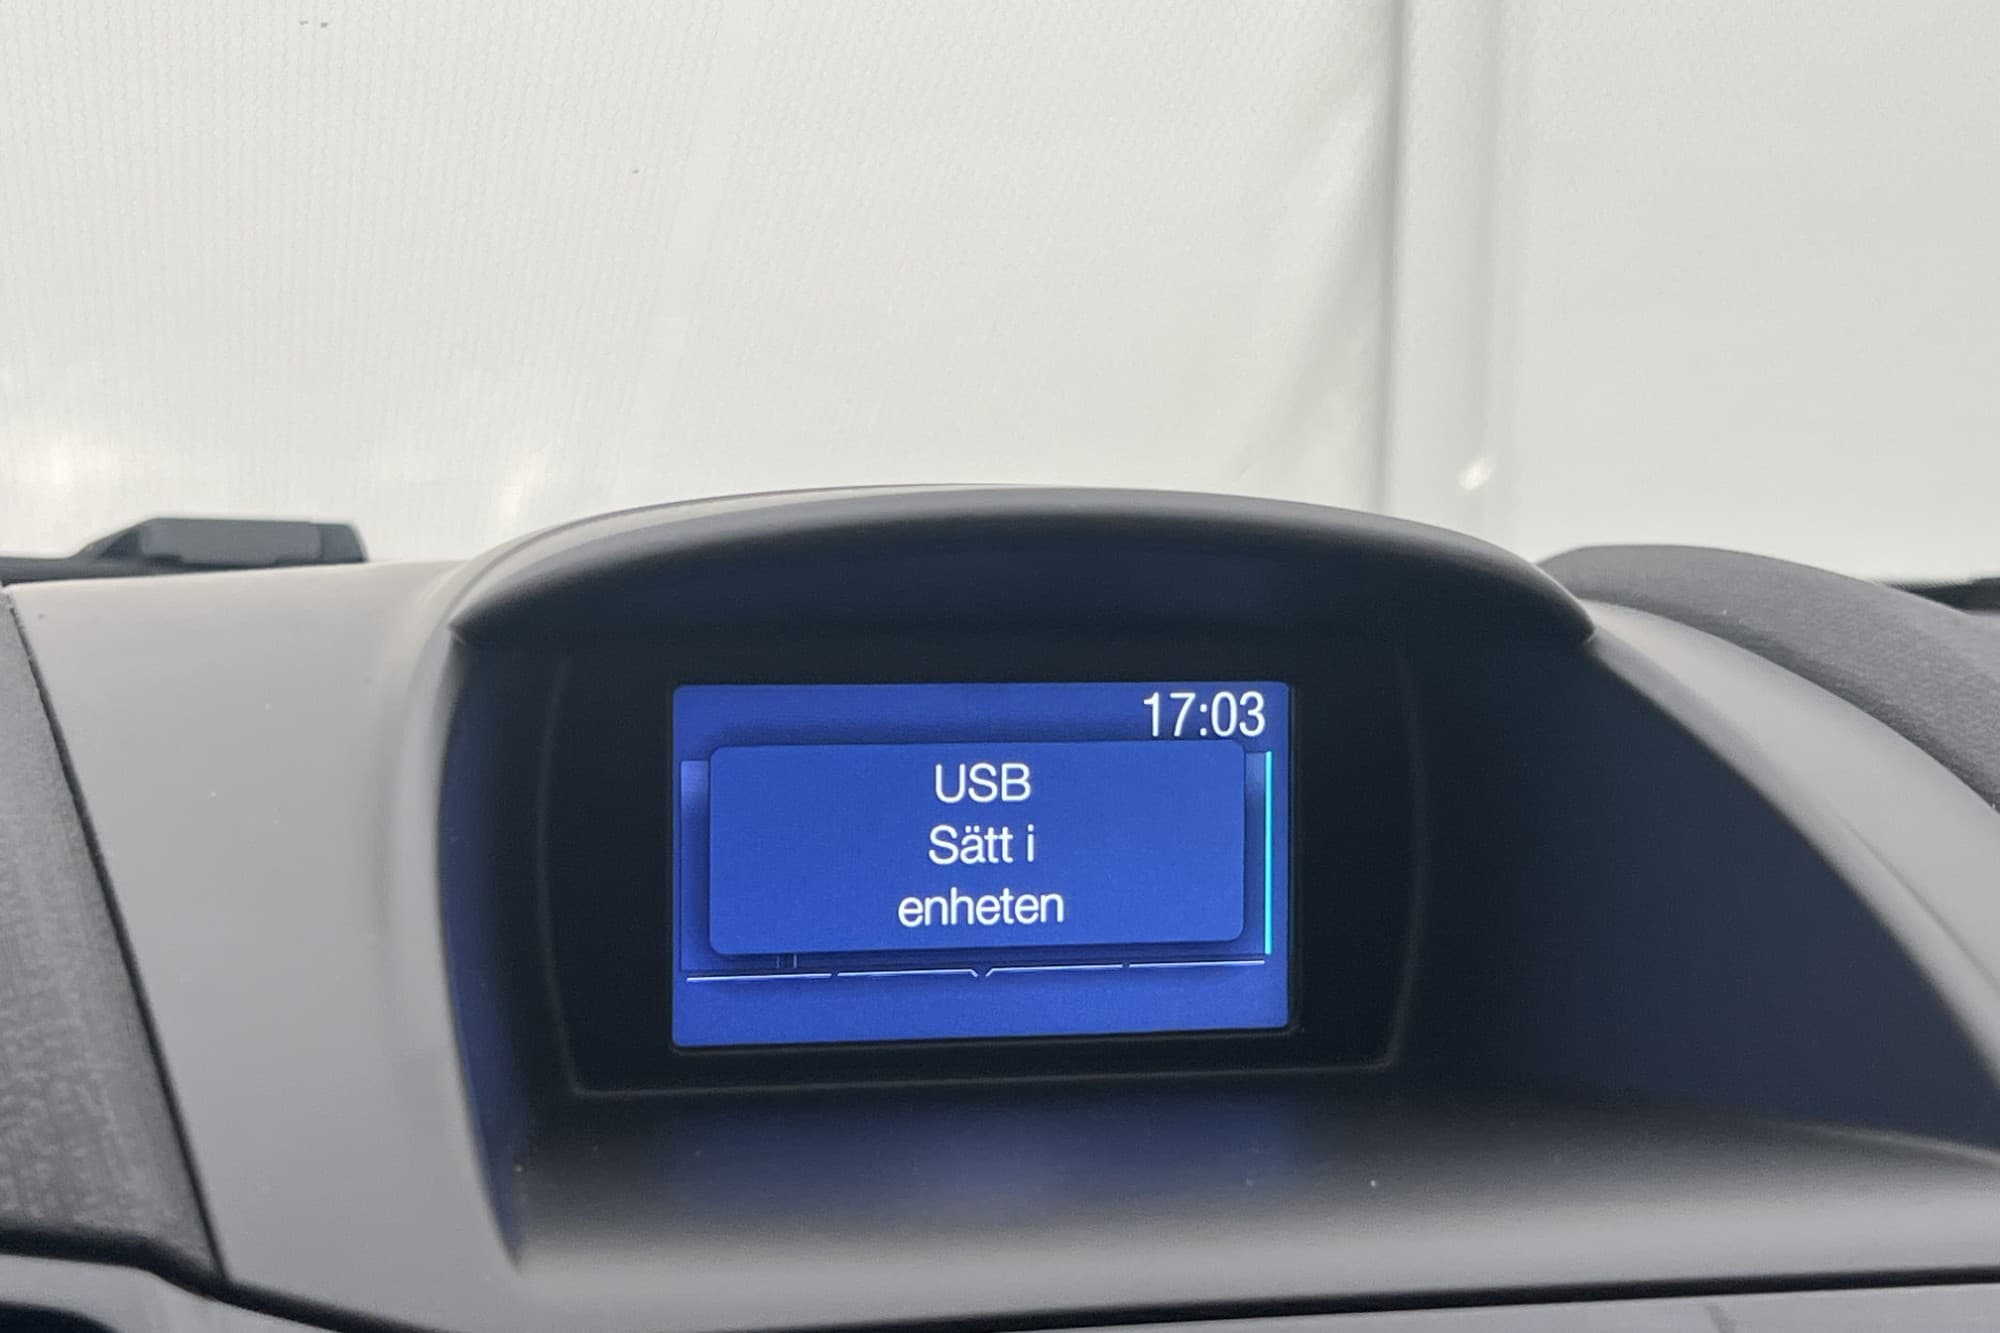 17:03
USB
Sätt i
enheten